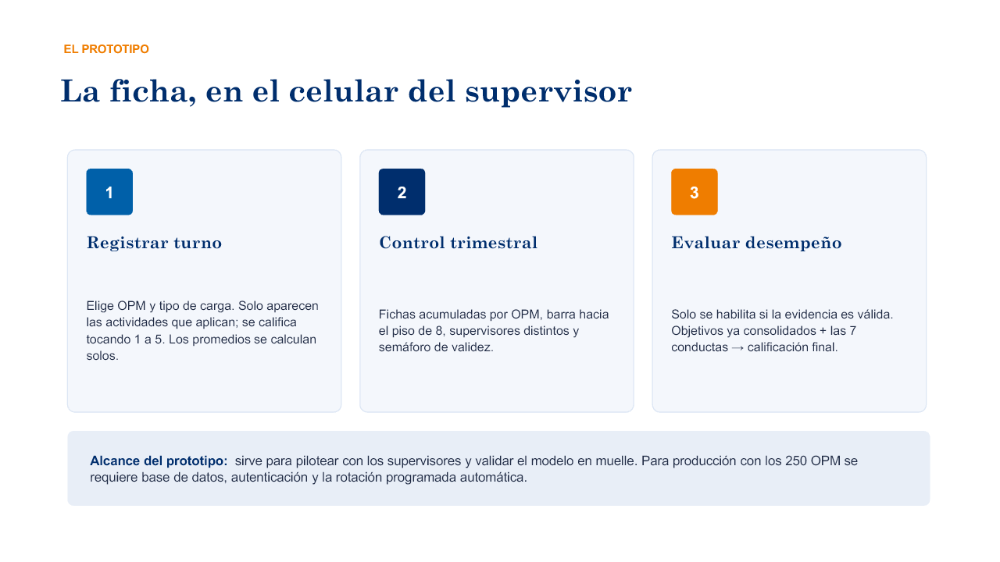 EL PROTOTIPO
La ficha, en el celular del supervisor
1
Registrar turno
Elige OPM y tipo de carga. Solo aparecen
las actividades que aplican; se califica
tocando 1 a 5. Los promedios se calculan
solos.
2
Control trimestral
Fichas acumuladas por OPM, barra hacia
el piso de 8, supervisores distintos y
semáforo de validez.
3
Evaluar desempeño
Solo se habilita si la evidencia es válida.
Objetivos ya consolidados + las 7
conductas → calificación final.
Alcance del prototipo: sirve para pilotear con los supervisores y validar el modelo en muelle. Para producción con los 250 OPM se
requiere base de datos, autenticación y la rotación programada automática.